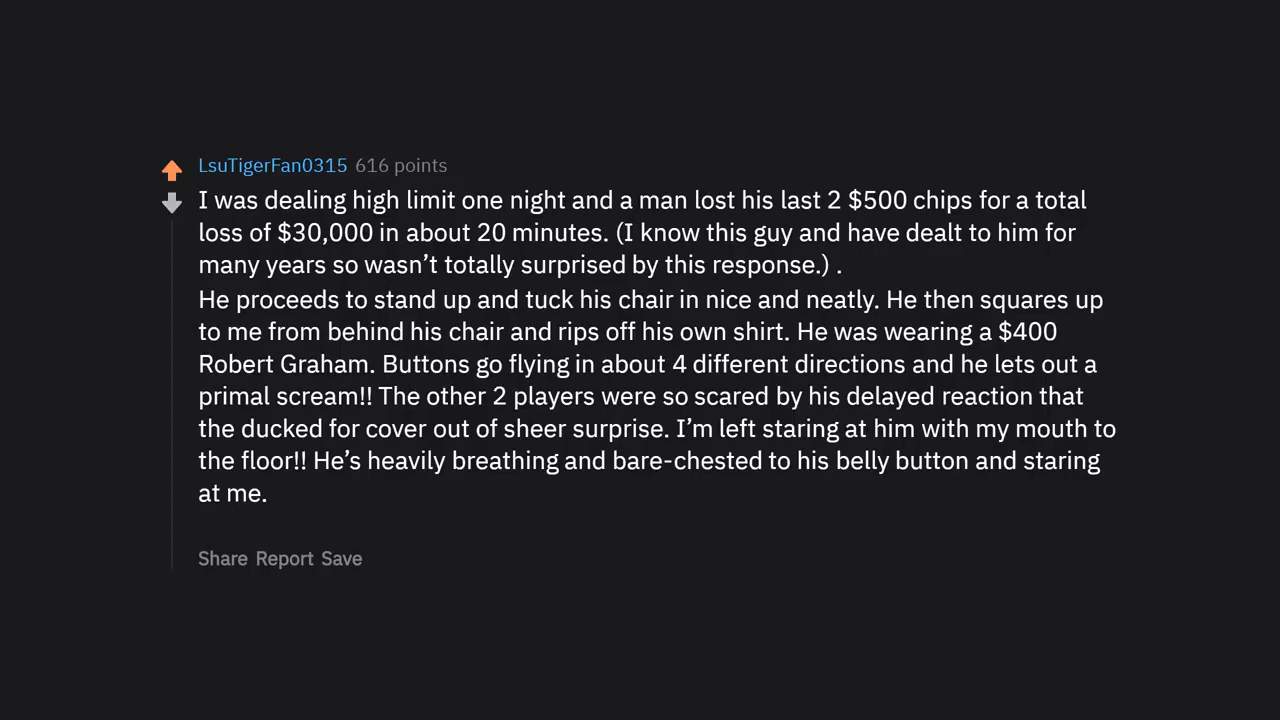 LsuTigerFan0315 616 points
I was dealing high limit one night and a man lost his last 2 $500 chips for a total
loss of $30,000 in about 20 minutes. (I know this guy and have dealt to him for
many years so wasn’t totally surprised by this response.) .
He proceeds to stand up and tuck his chair in nice and neatly. He then squares up
to me from behind his chair and rips off his own shirt. He was wearing a $400
Robert Graham. Buttons go flying in about 4 different directions and he lets out a
primal scream!! The other 2 players were so scared by his delayed reaction that
the ducked for cover out of sheer surprise. I’m left staring at him with my mouth to
the floor!! He’s heavily breathing and bare-chested to his belly button and staring
at me.
Share Report Save